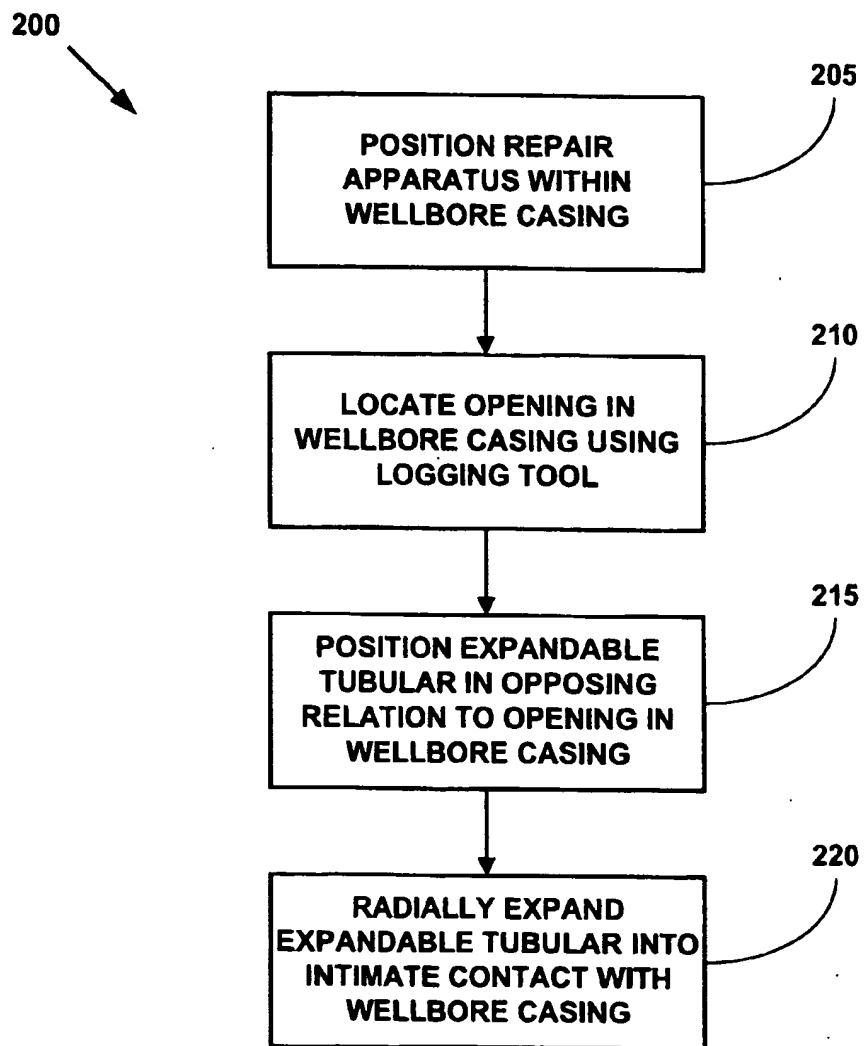 200
205
POSITION REPAIR
APPARATUS WITHIN
WELLBORE CASING
210
LOCATE OPENING IN
WELLBORE CASING USING
LOGGING TOOL
215
POSITION EXPANDABLE
TUBULAR IN OPPOSING
RELATION TO OPENING IN
WELLBORE CASING
220
RADIALLY EXPAND
EXPANDABLE TUBULAR INTO
INTIMATE CONTACT WITH
WELLBORE CASING